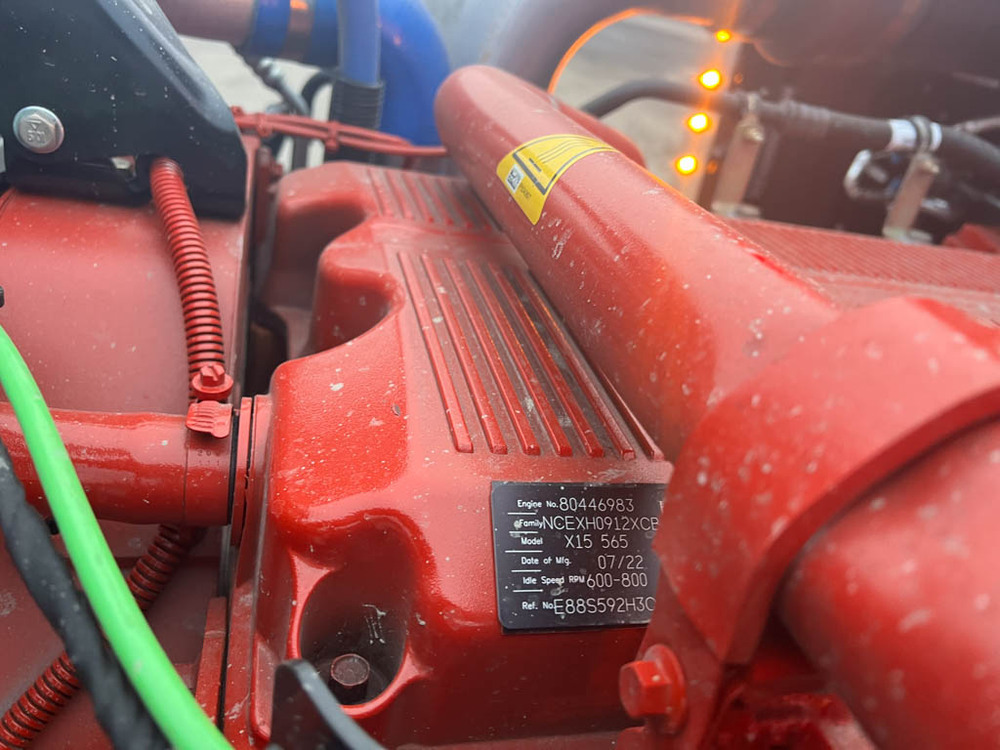 Engine No. 80446983
Family NCEXH0912XCB
Model X15 565
Date of Mfg. 07/22
Idle Speed RPM 600-800
Ref. No. E88S592H3C